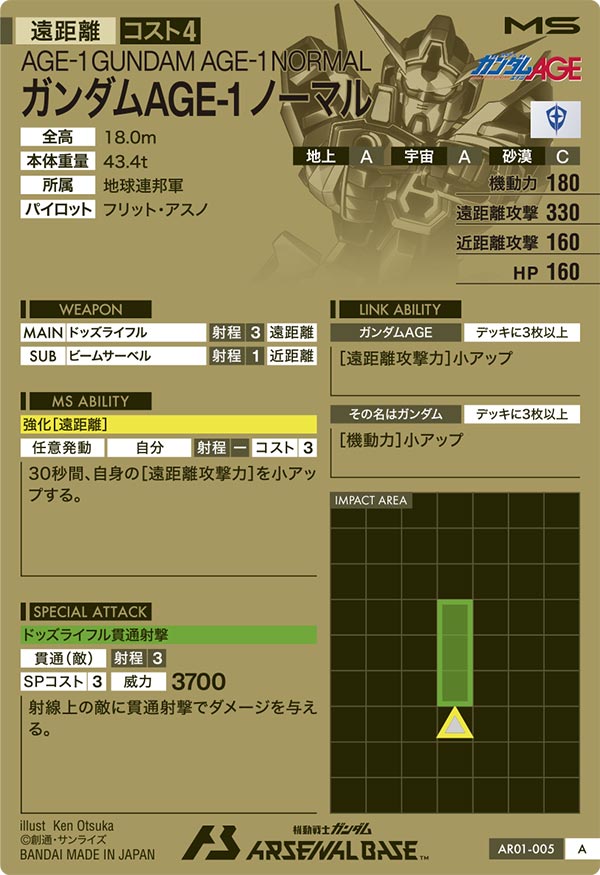 遠距離 コスト4 MS
AGE-1 GUNDAM AGE-1 NORMAL
ガンダムAGE-1 ノーマル
ガンダムAGE
全高 18.0m
本体重量 43.4t
所属 地球連邦軍
パイロット フリット・アスノ
地上 A 宇宙 A 砂漠 C
機動力 180
遠距離攻撃 330
近距離攻撃 160
HP 160
WEAPON
MAIN ドッズライフル 射程 3 遠距離
SUB ビームサーベル 射程 1 近距離
MS ABILITY
強化[遠距離]
任意発動 自分 射程 ー コスト 3
30秒間、自身の[遠距離攻撃力]を小アッ
プする。
SPECIAL ATTACK
ドッズライフル貫通射撃
貫通(敵) 射程 3
SPコスト 3 威力 3700
射線上の敵に貫通射撃でダメージを与え
る。
LINK ABILITY
ガンダムAGE デッキに3枚以上
[遠距離攻撃力]小アップ
その名はガンダム デッキに3枚以上
[機動力]小アップ
IMPACT AREA
illust Ken Otsuka
©創通・サンライズ
BANDAI MADE IN JAPAN
機動戦士ガンダム
ARSENAL BASE™
AR01-005 A